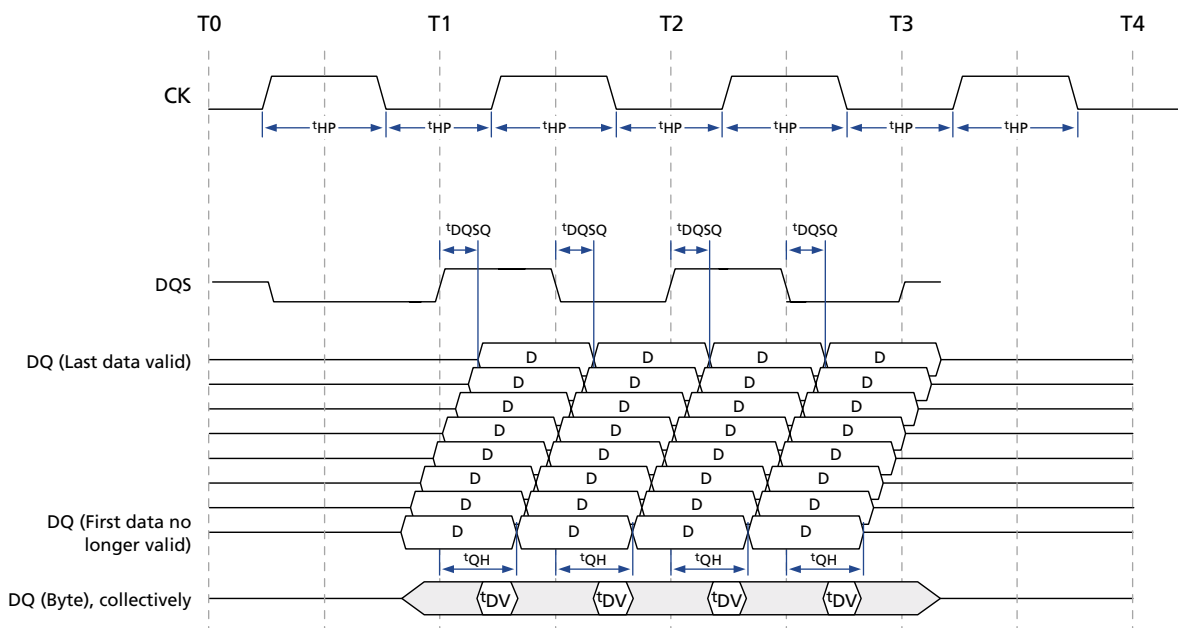 T0 T1 T2 T3 T4
CK
tHP tHP tHP tHP tHP tHP tHP
tDQSQ tDQSQ tDQSQ tDQSQ
DQS
DQ (Last data valid)
D D D D
D D D D
D D D D
D D D D
D D D D
D D D D
D D D D
DQ (First data no
longer valid)
D D D D
tQH tQH tQH tQH
DQ (Byte), collectively
tDV tDV tDV tDV